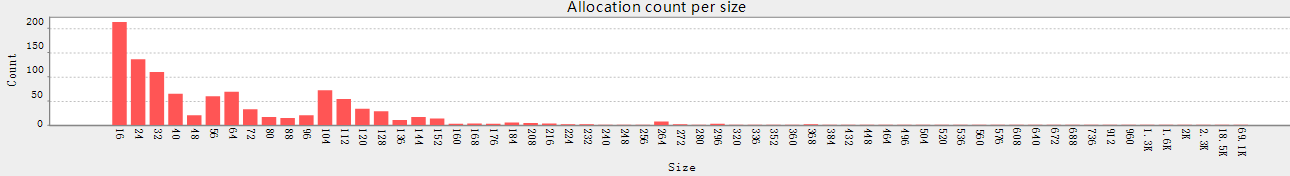 Allocation count per size
200
150
100
50
0
Count
16 24 32 40 48 56 64 72 80 88 96 104 112 120 128 136 144 152 160 168 176 184 208 216 224 232 240 248 256 264 272 280 296 320 336 352 360 368 384 432 448 464 496 504 520 536 560 576 608 640 672 688 736 912 960 1.3K 1.6K 2K 2.3K 18.5K 69.1K
Size